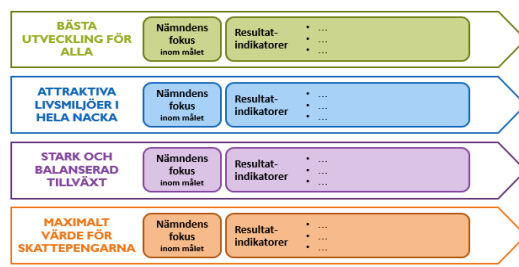 BÄSTA
UTVECKLING FÖR
ALLA
Nämndens
fokus
inom målet
Resultat-
indikatorer
• ...
• ...
• ...
ATTRAKTIVA
LIVSMILJÖER I
HELA NACKA
Nämndens
fokus
inom målet
Resultat-
indikatorer
• ...
• ...
• ...
STARK OCH
BALANSERAD
TILLVÄXT
Nämndens
fokus
inom målet
Resultat-
indikatorer
• ...
• ...
• ...
MAXIMALT
VÄRDE FÖR
SKATTEPENGARNA
Nämndens
fokus
inom målet
Resultat-
indikatorer
• ...
• ...
• ...